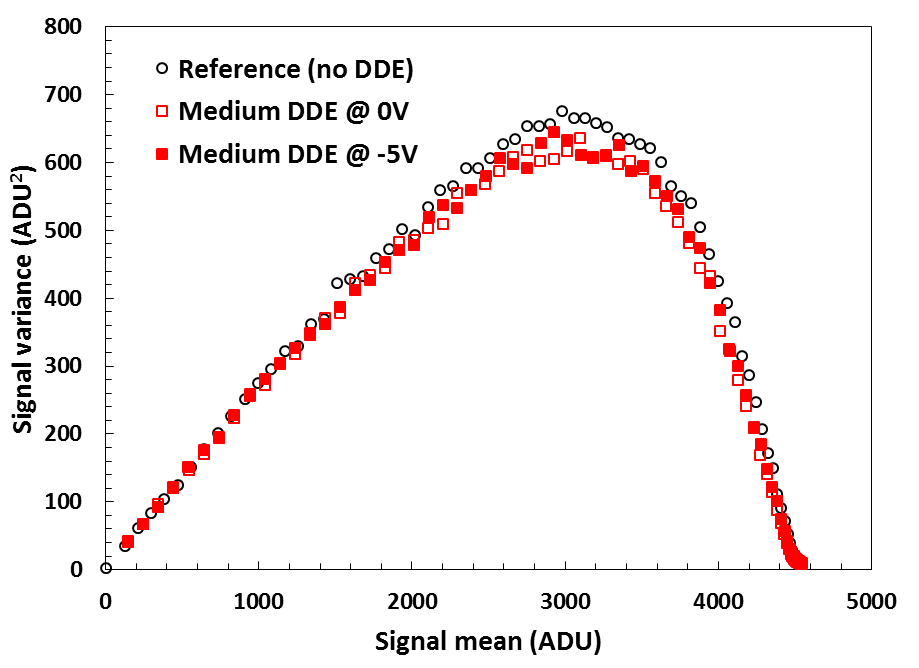 800
700
600
500
400
300
200
100
0
Signal variance (ADU²)
Reference (no DDE)
Medium DDE @ 0V
Medium DDE @ -5V
0 1000 2000 3000 4000 5000
Signal mean (ADU)